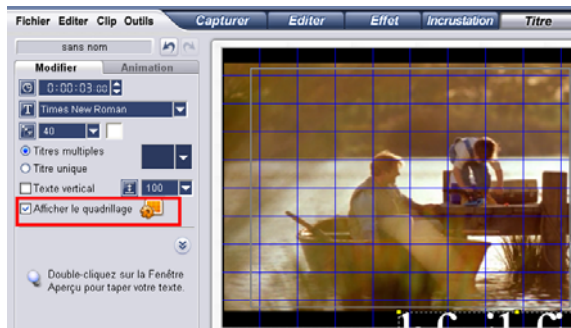 Fichier Editer Clip Outils
Capturer Editer Effet Incrustation Titre
sans nom
Modifier Animation
0:00:03:00
Times New Roman
40
Titres multiples
Titre unique
Texte vertical 100
Afficher le quadrillage
Double-cliquez sur la Fenêtre
Aperçu pour taper votre texte.